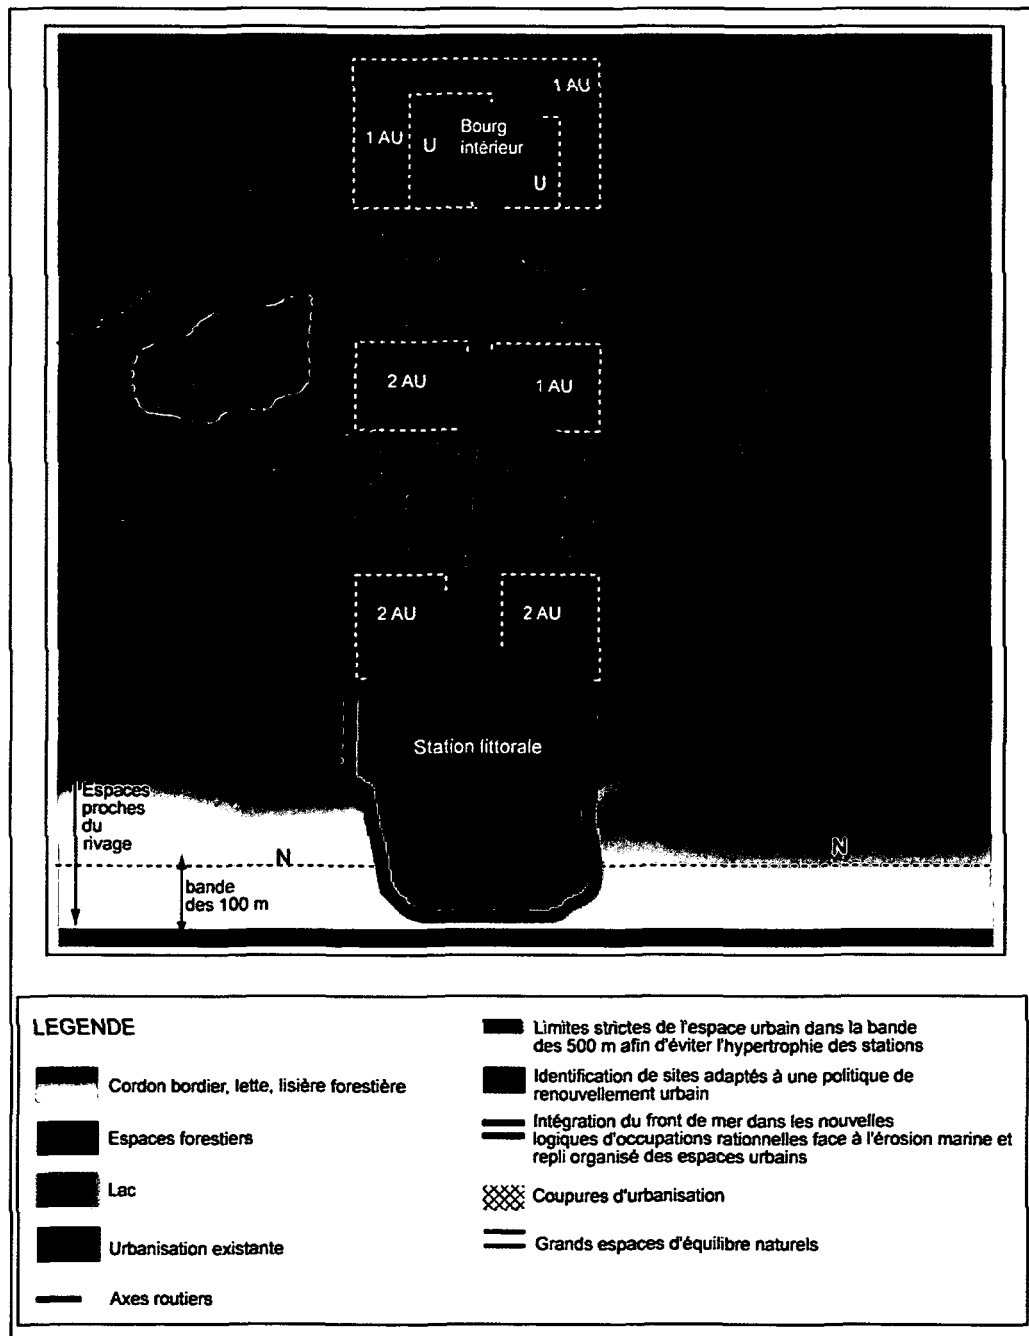 1 AU
1 AU
U
Bourg
intérieur
U
2 AU
1 AU
2 AU
2 AU
Station littorale
Espaces
proches
du
rivage
N
N
bande
des 100 m
LEGENDE
Cordon bordier, lette, lisière forestière
Espaces forestiers
Lac
Urbanisation existante
Axes routiers
Limites strictes de l'espace urbain dans la bande
des 500 m afin d'éviter l'hypertrophie des stations
Identification de sites adaptés à une politique de
renouvellement urbain
Intégration du front de mer dans les nouvelles
logiques d'occupations rationnelles face à l'érosion marine et
repli organisé des espaces urbains
Coupures d'urbanisation
Grands espaces d'équilibre naturels